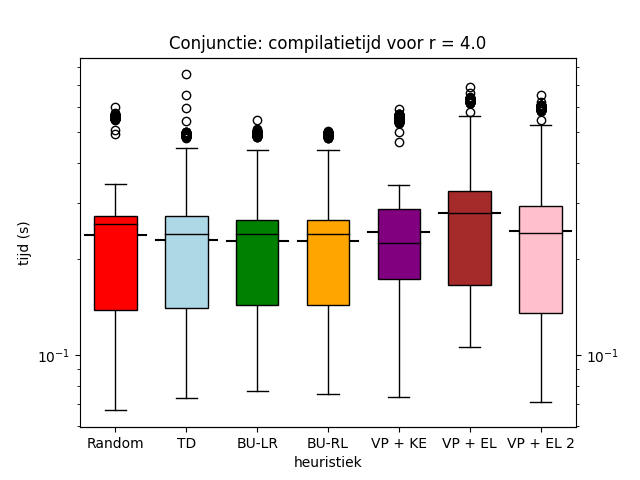 Conjunctie: compilatietijd voor r = 4.0
tijd (s)
10⁻¹
10⁻¹
Random TD BU-LR BU-RL VP + KE VP + EL VP + EL 2
heuristiek